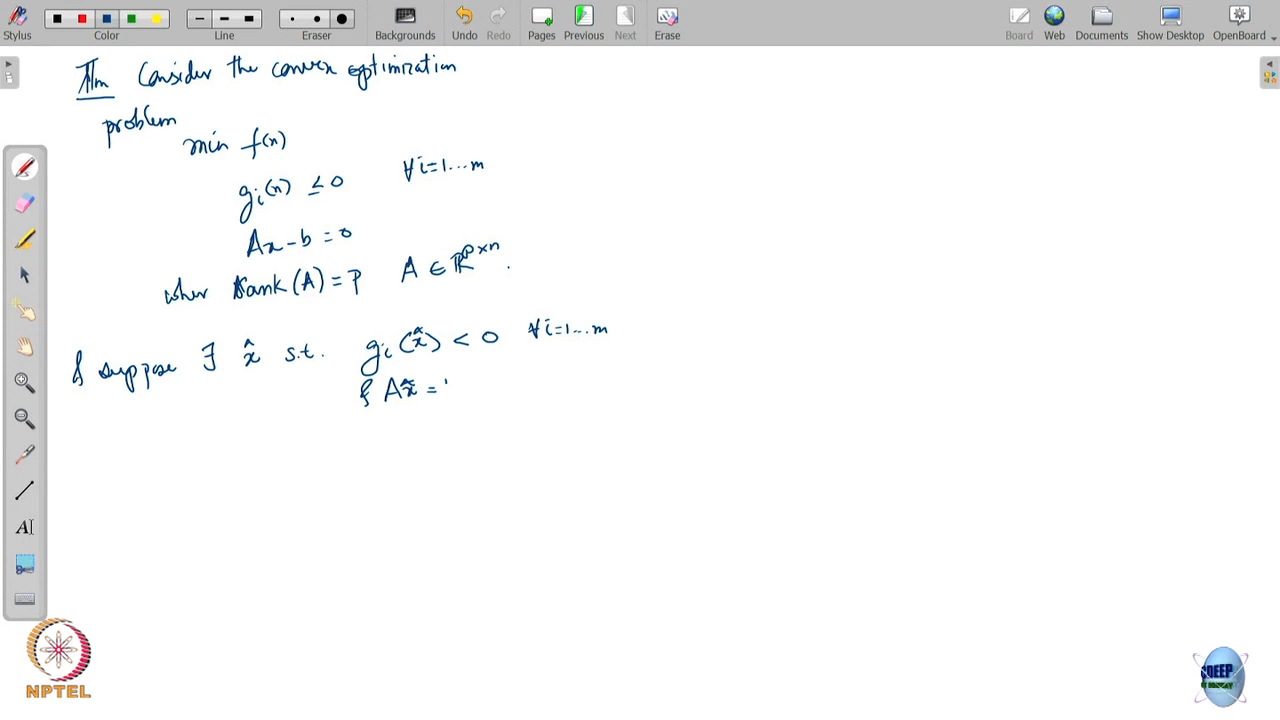 Stylus Color Line Eraser Backgrounds Undo Redo Pages Previous Next Erase Board Web Documents Show Desktop OpenBoard
Thm Consider the convex optimization
problem
min f(x)
gᵢ(x) ≤ 0 ∀ i=1...m
Ax-b=0
where Rank(A) = p A ∈ ℝ^{p×n}.
& suppose ∃ x̂ s.t. gᵢ(x̂) < 0 ∀ i=1...m
& Ax̂ = '
AI
NPTEL